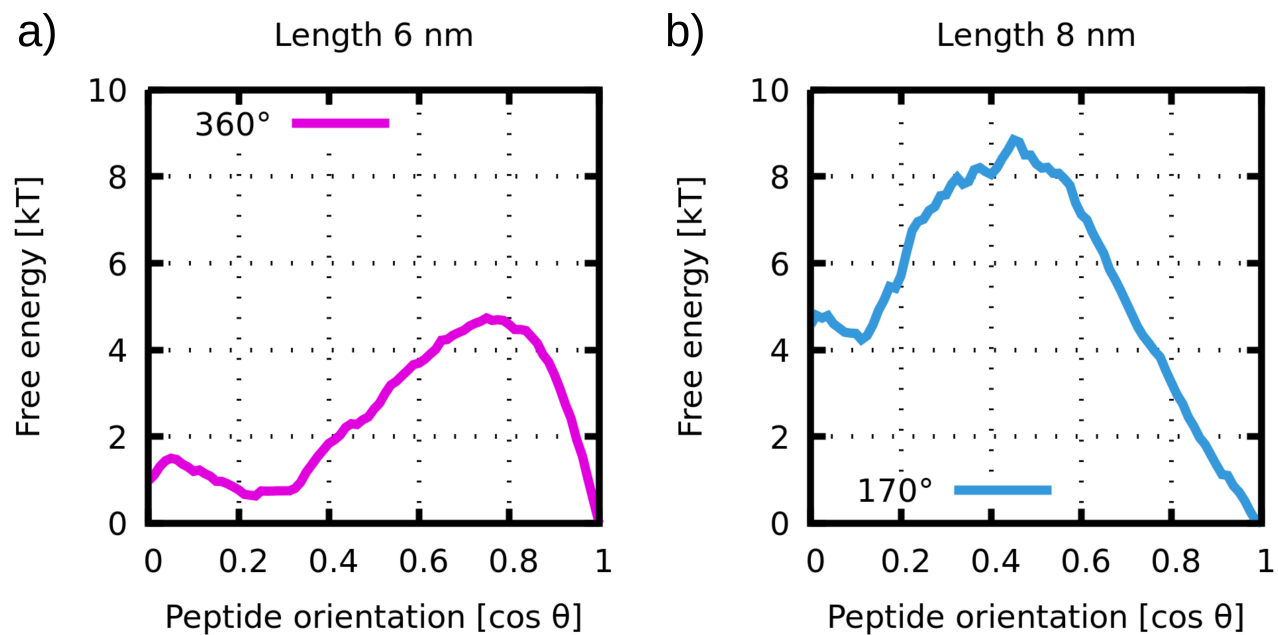 a)
Length 6 nm
360°
Free energy [kT]
10
8
6
4
2
0
0 0.2 0.4 0.6 0.8 1
Peptide orientation [cos θ]
b)
Length 8 nm
170°
Free energy [kT]
10
8
6
4
2
0
0 0.2 0.4 0.6 0.8 1
Peptide orientation [cos θ]